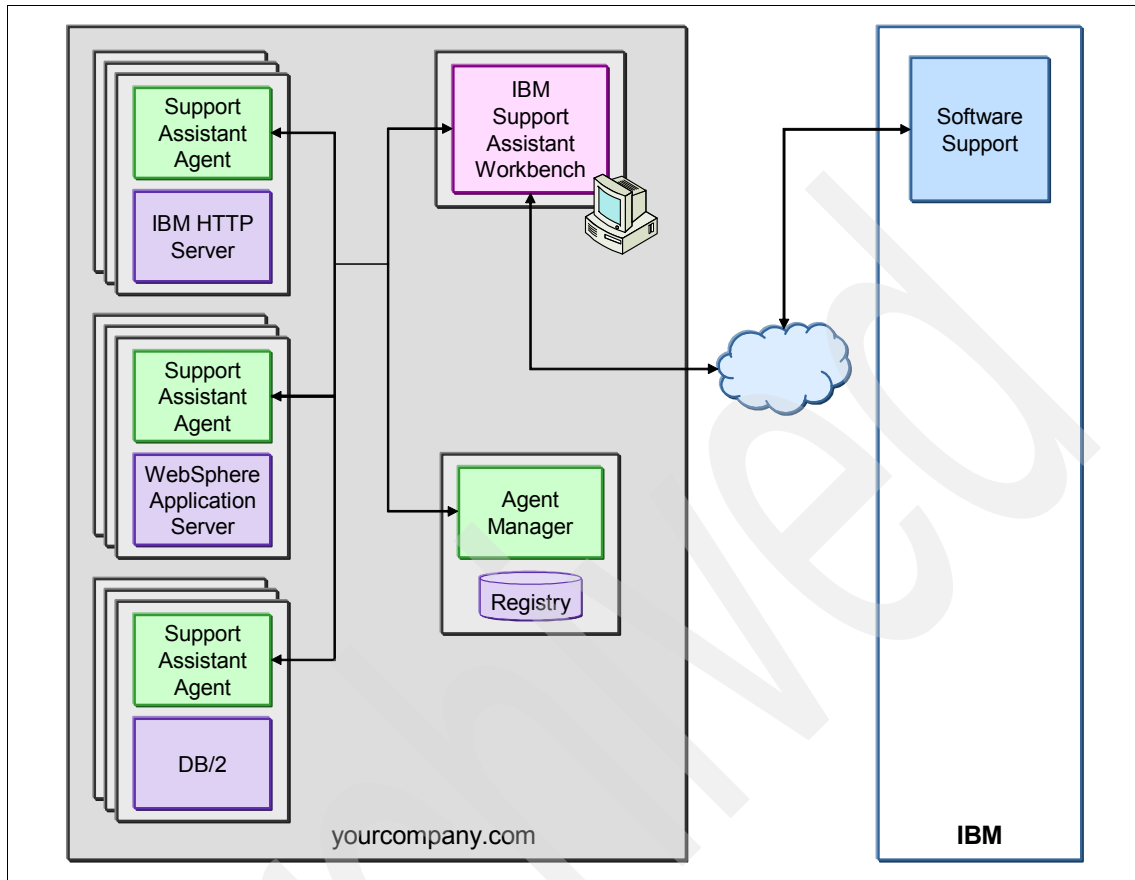 Support
Assistant
Agent
IBM HTTP
Server
Support
Assistant
Agent
WebSphere
Application
Server
Support
Assistant
Agent
DB/2
IBM
Support
Assistant
Workbench
Agent
Manager
Registry
yourcompany.com
Software
Support
IBM